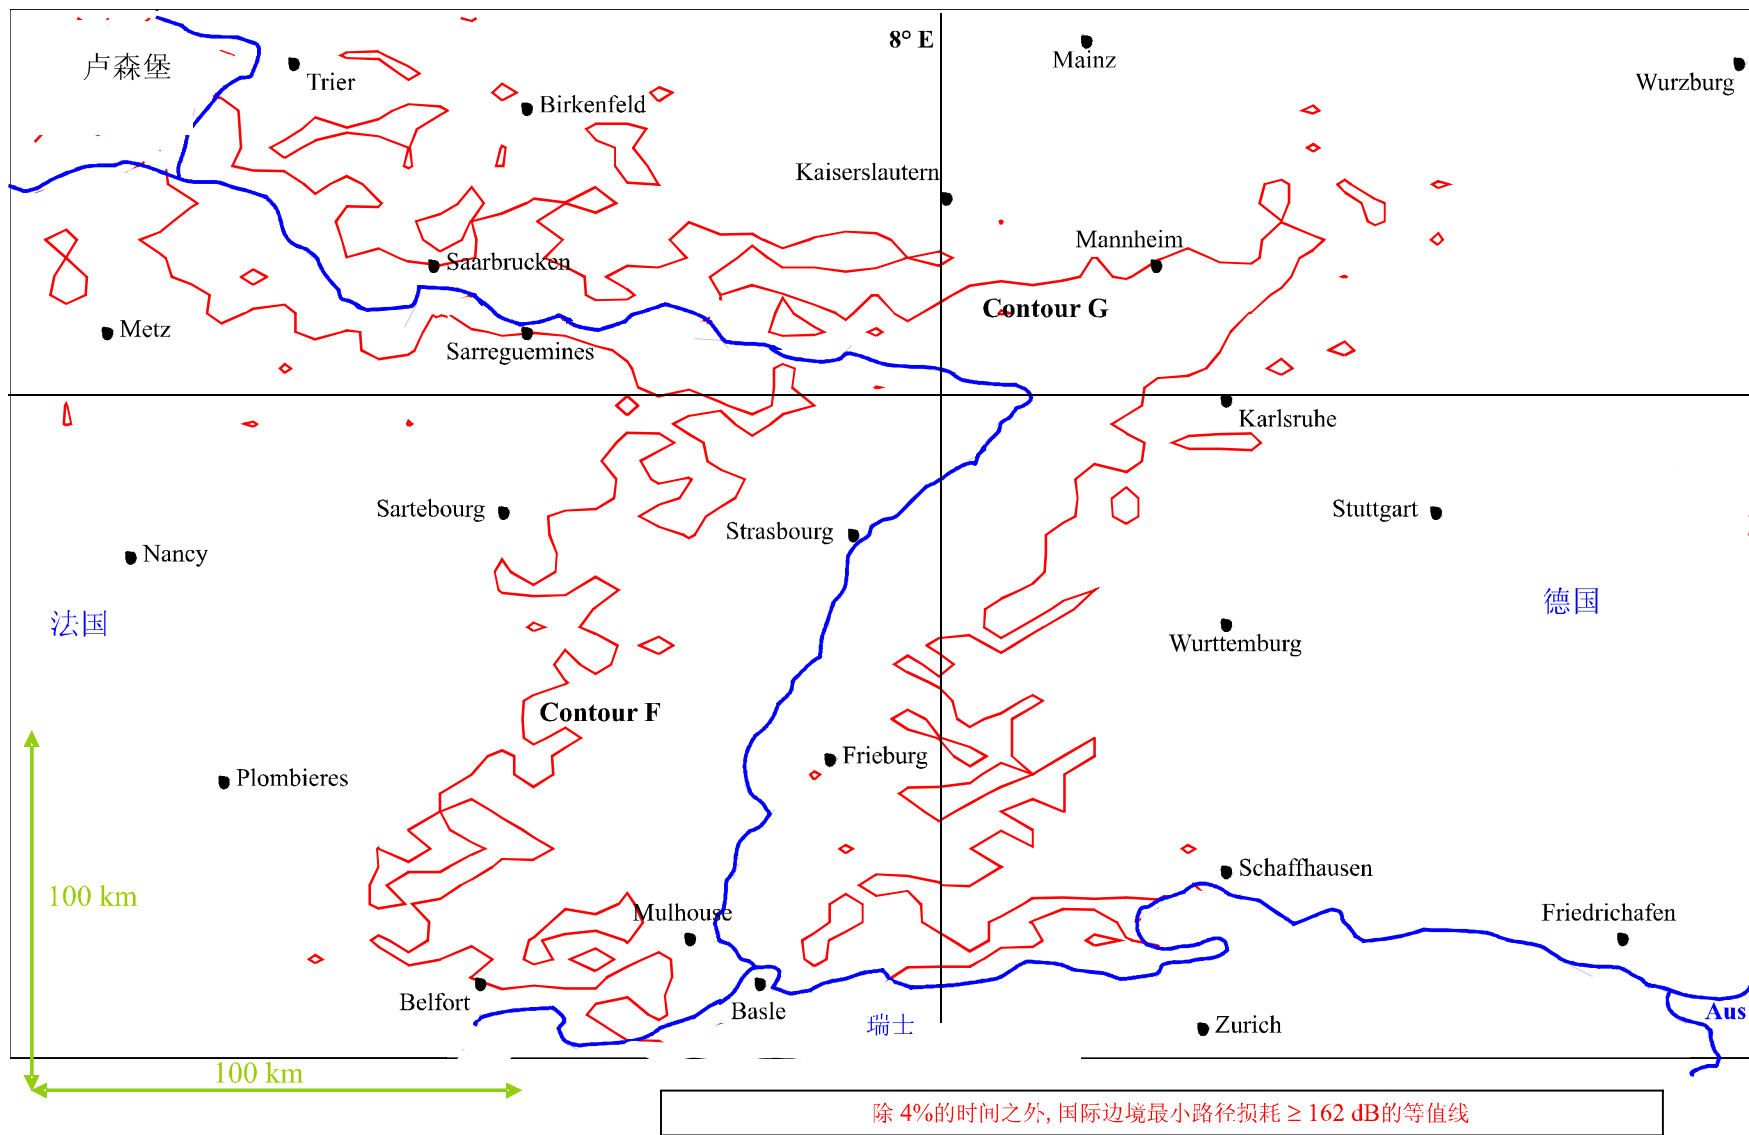 8° E
Mainz
卢森堡
Trier
Wurzburg
Birkenfeld
Kaiserslautern
Mannheim
Saarbrucken
Contour G
Metz
Sarreguemines
Karlsruhe
Sartebourg
Stuttgart
Strasbourg
Nancy
德国
法国
Wurttemburg
Contour F
Frieburg
Plombieres
Schaffhausen
100 km
Mulhouse
Friedrichafen
Belfort
Basle
瑞士
Zurich
Aus
100 km
除 4%的时间之外, 国际边境最小路径损耗 ≥ 162 dB的等值线